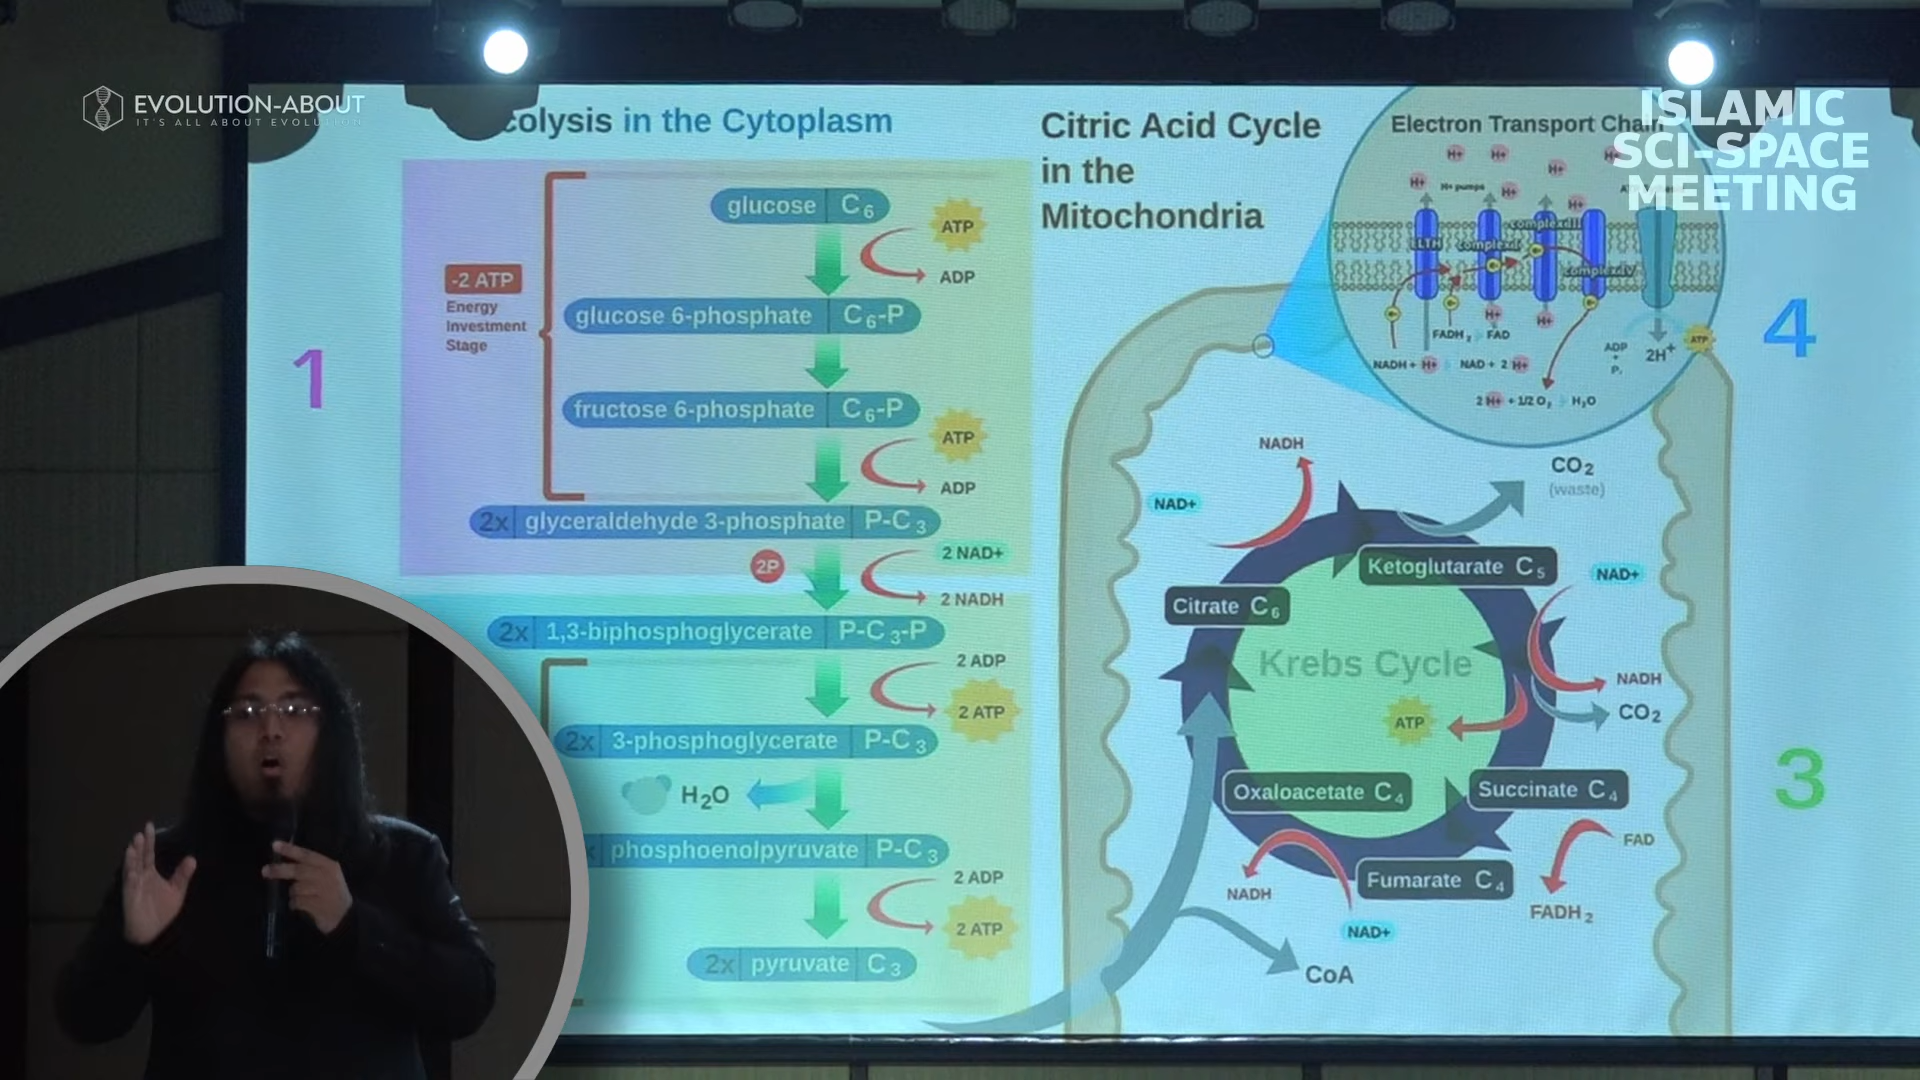 EVOLUTION-ABOUT
IT'S ALL ABOUT EVOLUTION
ISLAMIC
SCI-SPACE
MEETING
colysis in the Cytoplasm
1
glucose C6
ATP
ADP
-2 ATP
Energy
Investment
Stage
glucose 6-phosphate C6-P
fructose 6-phosphate C6-P
ATP
ADP
2x glyceraldehyde 3-phosphate P-C3
2P
2 NAD+
2 NADH
2x 1,3-biphosphoglycerate P-C3-P
2 ADP
2 ATP
2x 3-phosphoglycerate P-C3
H2O
phosphoenolpyruvate P-C3
2 ADP
2 ATP
2x pyruvate C3
Citric Acid Cycle
in the
Mitochondria
Electron Transport Chain
H+ H+ H+
H+ H+ pumps H+ H+
complexIII
complexIV
H+ H+
FADH2 FAD
NADH + H+ NAD + 2 H+
2 H+ + 1/2 O2 H2O
ADP
+
P
2H+
ATP
4
NADH
NAD+
CO2
(waste)
Ketoglutarate C5
NAD+
Citrate C6
Krebs Cycle
NADH
CO2
ATP
Oxaloacetate C4
Succinate C4
3
FAD
Fumarate C4
NADH
FADH2
NAD+
CoA